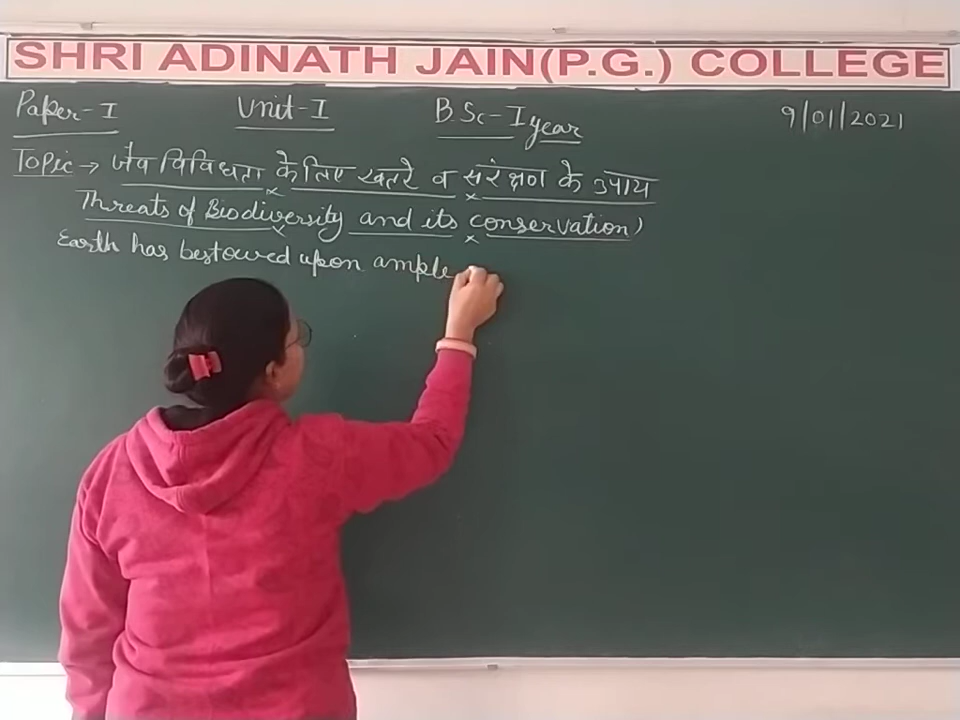 SHRI ADINATH JAIN(P.G.) COLLEGE
Paper-I Unit-I B.Sc-I year 9/01/2021
Topic → जैव विविधता के लिए खतरे व संरक्षण के उपाय
Threats of Biodiversity and its conservation)
Earth has bestowed upon ample